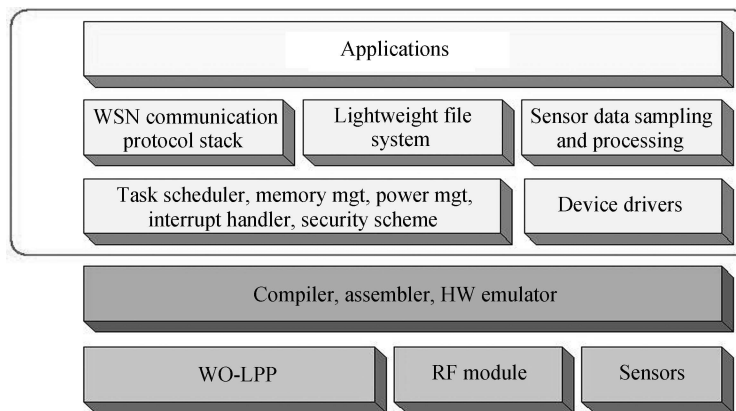 Applications
WSN communication
protocol stack
Lightweight file
system
Sensor data sampling
and processing
Task scheduler, memory mgt, power mgt,
interrupt handler, security scheme
Device drivers
Compiler, assembler, HW emulator
WO-LPP
RF module
Sensors